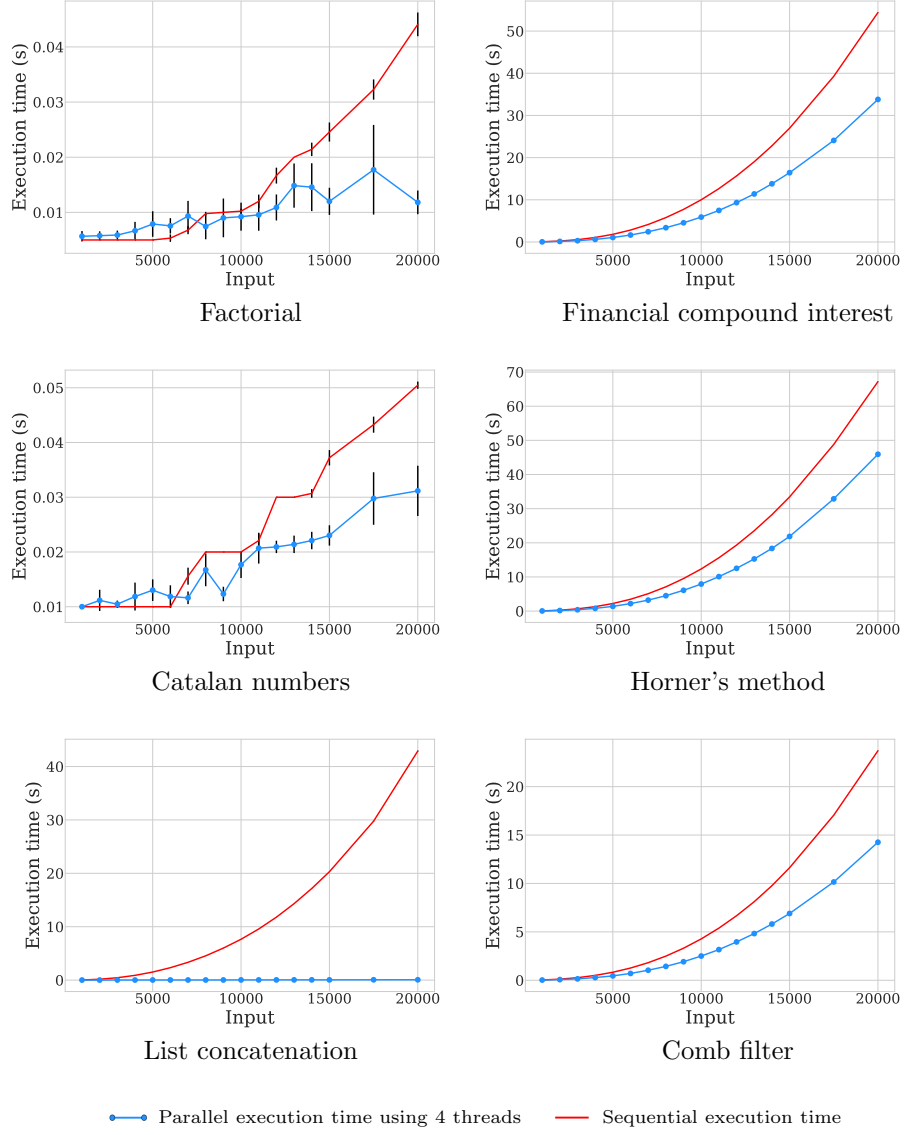 Execution time (s)
0.04
0.03
0.02
0.01
5000 10000 15000 20000
Input
Factorial
Execution time (s)
50
40
30
20
10
0
5000 10000 15000 20000
Input
Financial compound interest
Execution time (s)
0.05
0.04
0.03
0.02
0.01
5000 10000 15000 20000
Input
Catalan numbers
Execution time (s)
70
60
50
40
30
20
10
0
5000 10000 15000 20000
Input
Horner's method
Execution time (s)
40
30
20
10
0
5000 10000 15000 20000
Input
List concatenation
Execution time (s)
20
15
10
5
0
5000 10000 15000 20000
Input
Comb filter
Parallel execution time using 4 threads
Sequential execution time